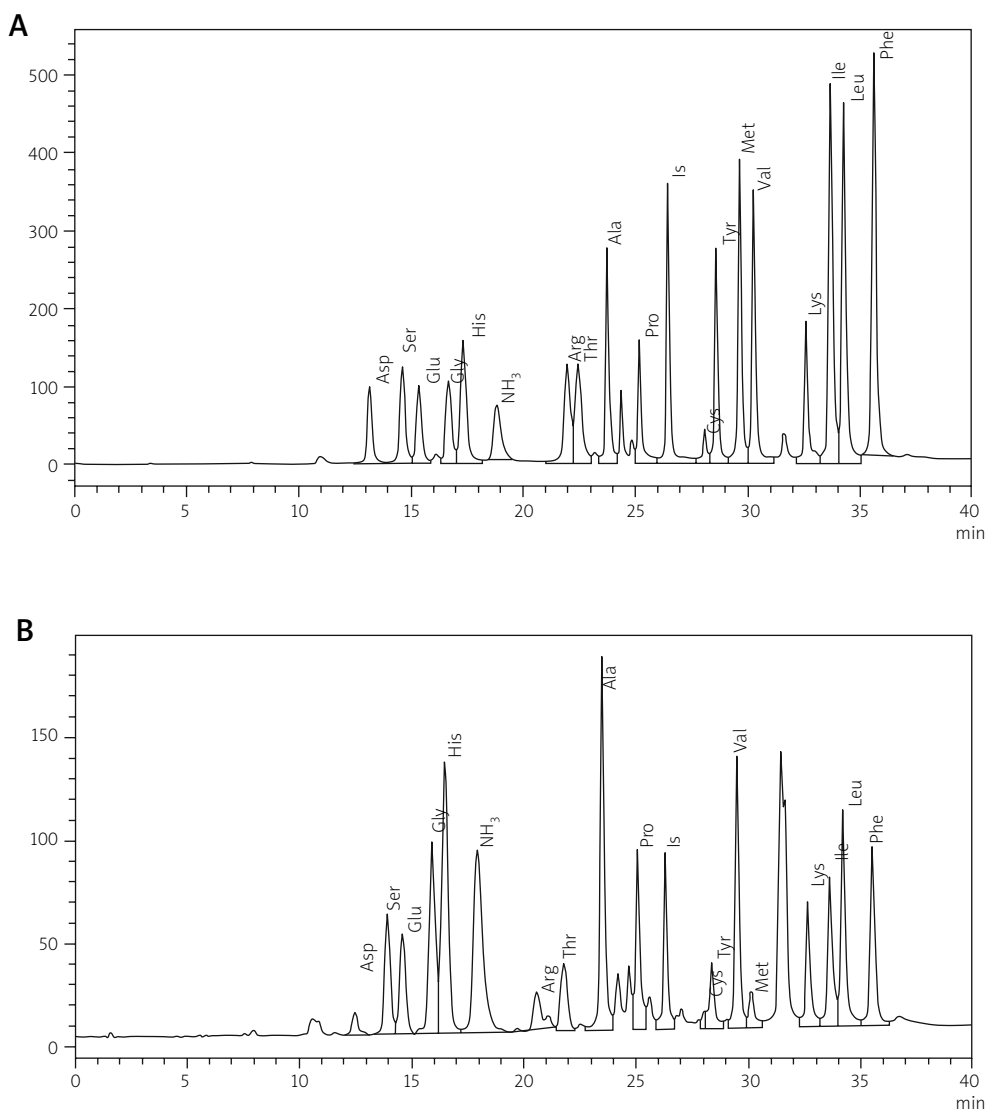 A
500
400
300
200
100
0
Asp
Ser
Glu
Gly
His
NH₃
Arg
Thr
Ala
Pro
Is
Cys
Tyr
Met
Val
Lys
Ile
Leu
Phe
0 5 10 15 20 25 30 35 40
min
B
150
100
50
0
Asp
Ser
Glu
Gly
His
NH₃
Arg
Thr
Ala
Pro
Is
Cys
Tyr
Val
Met
Lys
Ile
Leu
Phe
0 5 10 15 20 25 30 35 40
min